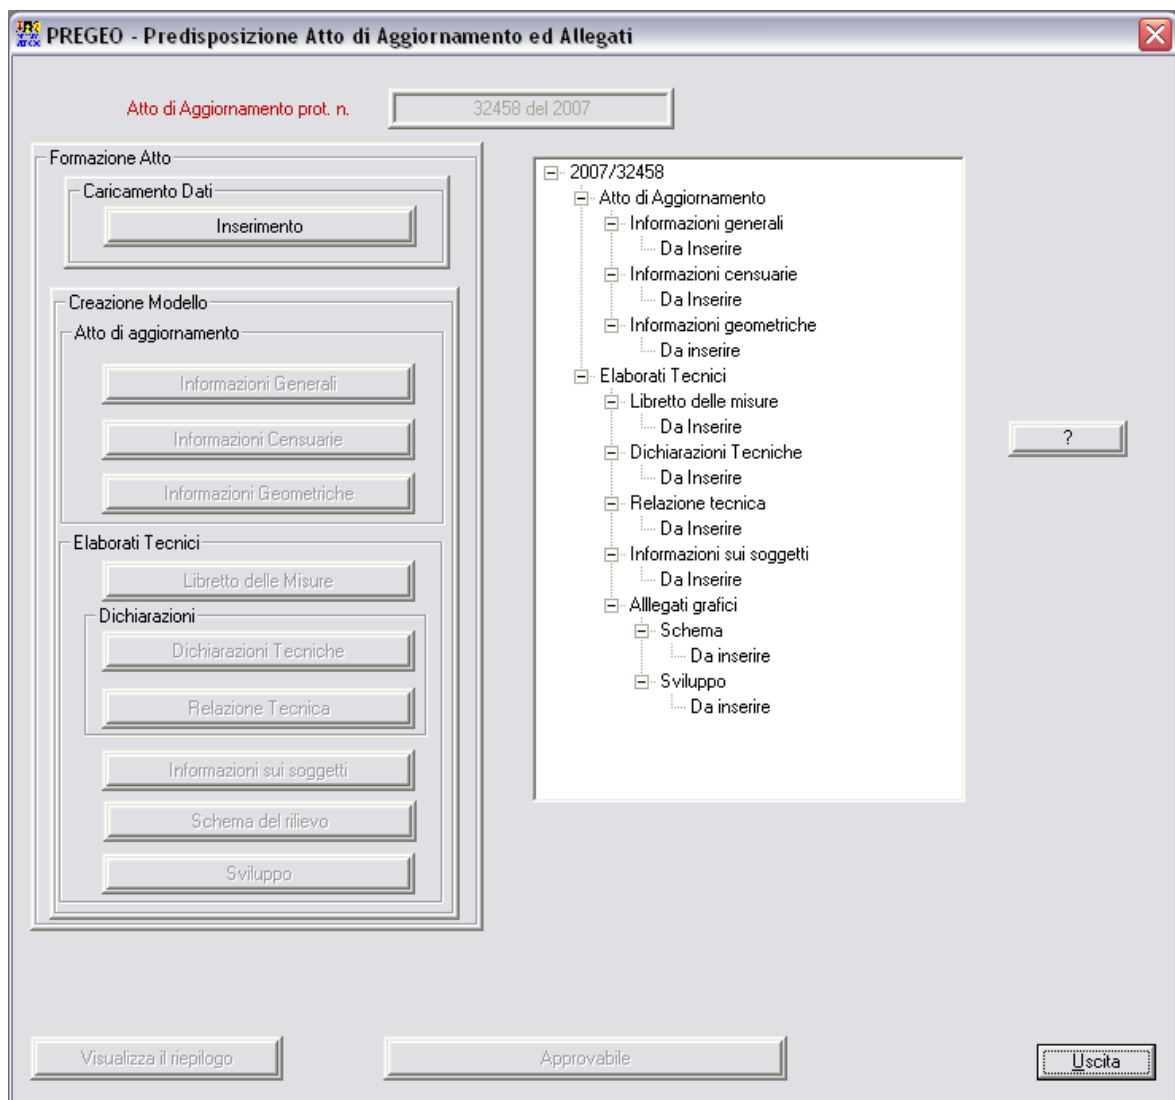 PREGEO - Predisposizione Atto di Aggiornamento ed Allegati
Atto di Aggiornamento prot. n.
32458 del 2007
Formazione Atto
Caricamento Dati
Inserimento
Creazione Modello
Atto di aggiornamento
Informazioni Generali
Informazioni Censuarie
Informazioni Geometriche
Elaborati Tecnici
Libretto delle Misure
Dichiarazioni
Dichiarazioni Tecniche
Relazione Tecnica
Informazioni sui soggetti
Schema del rilievo
Sviluppo
2007/32458
Atto di Aggiornamento
Informazioni generali
Da Inserire
Informazioni censuarie
Da Inserire
Informazioni geometriche
Da inserire
Elaborati Tecnici
Libretto delle misure
Da Inserire
Dichiarazioni Tecniche
Da Inserire
Relazione tecnica
Da Inserire
Informazioni sui soggetti
Da Inserire
Alllegati grafici
Schema
Da inserire
Sviluppo
Da inserire
?
Visualizza il riepilogo
Approvabile
Uscita